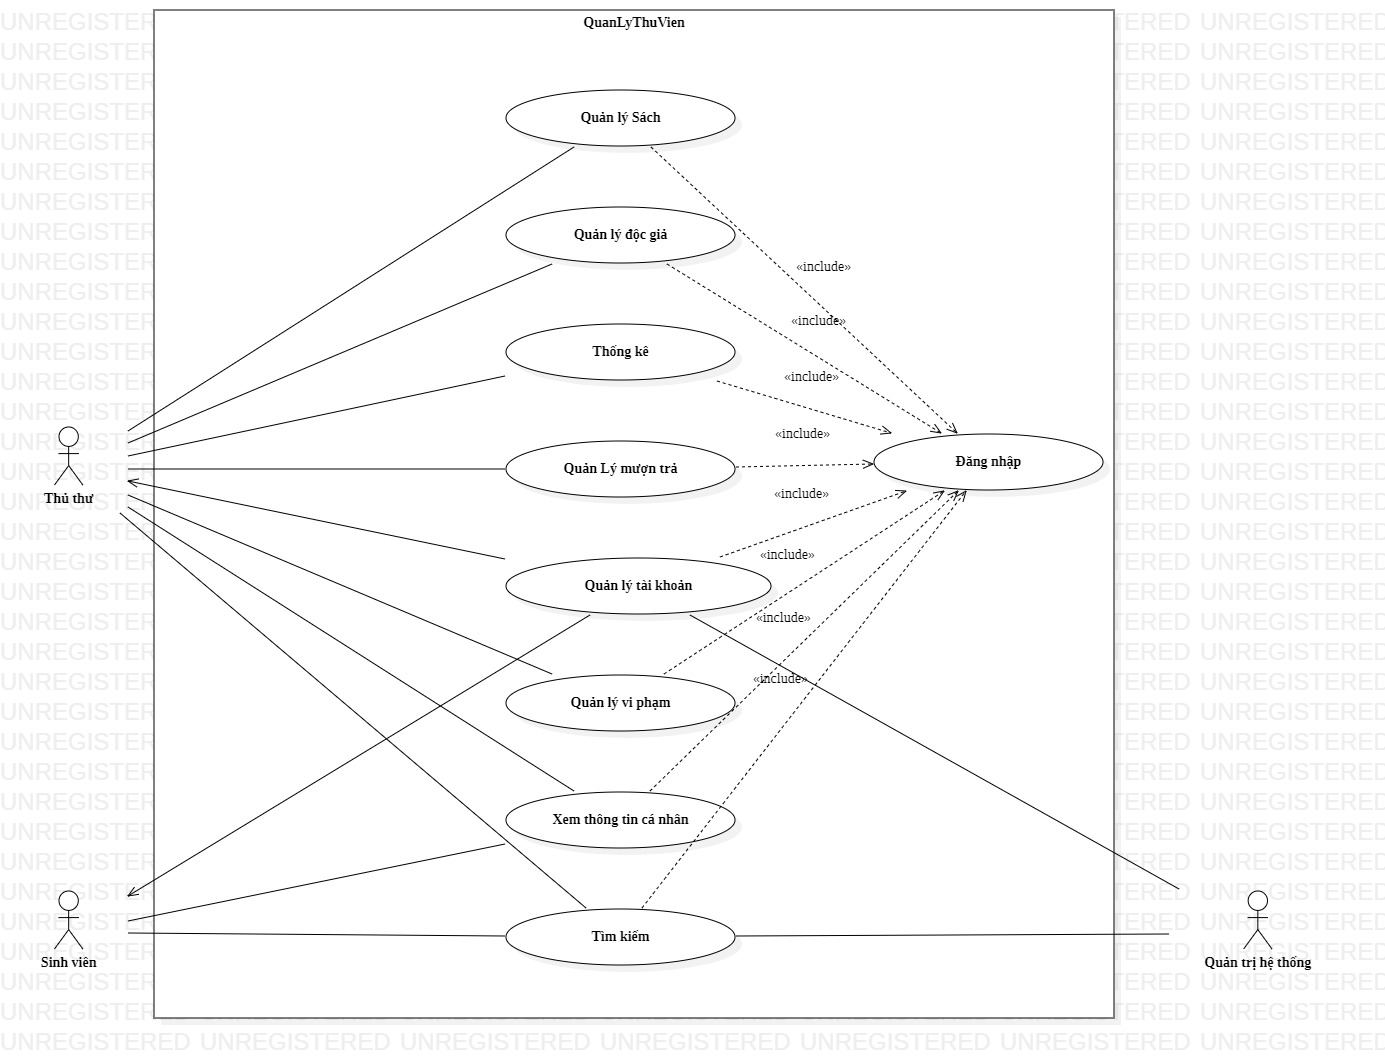 QuanLyThuVien
Quản lý Sách
Quản lý độc giả
«include»
«include»
Thống kê
«include»
«include»
Thủ thư
Quản Lý mượn trả
Đăng nhập
«include»
«include»
Quản lý tài khoản
«include»
«include»
Quản lý vi phạm
Xem thông tin cá nhân
Tìm kiếm
Sinh viên
Quản trị hệ thống
UNREGISTERED UNREGISTERED UNREGISTERED UNREGISTERED UNREGISTERED UNREGISTERED UNREGISTERED